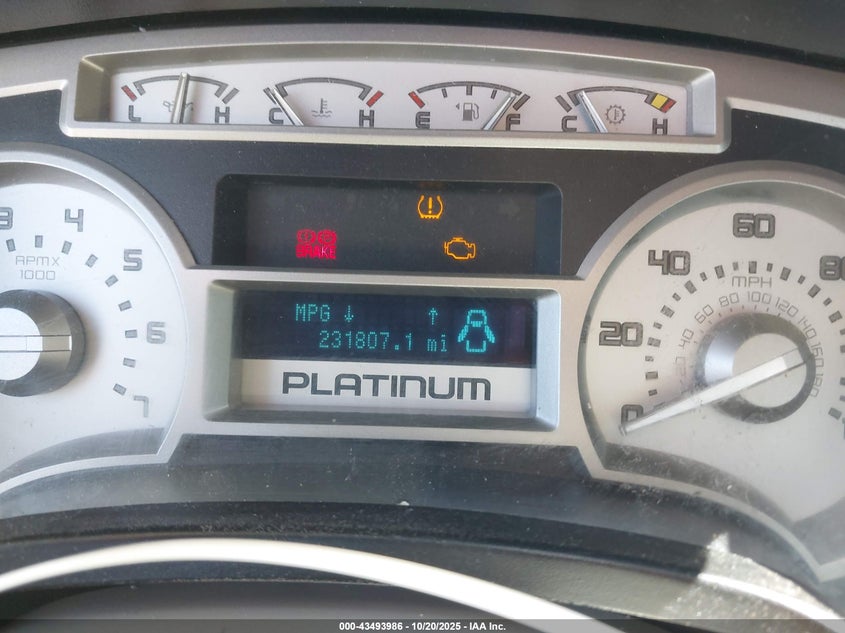 L H C H E F C H
3 4 5 6 7
RPM X
1000
BRAKE
MPG ↓ ↑
231807.1 mi
PLATINUM
0 20 40 60 80
MPH
20 40 60 80 100 120 140 160 180
000-43493986 - 10/20/2025 - IAA Inc.